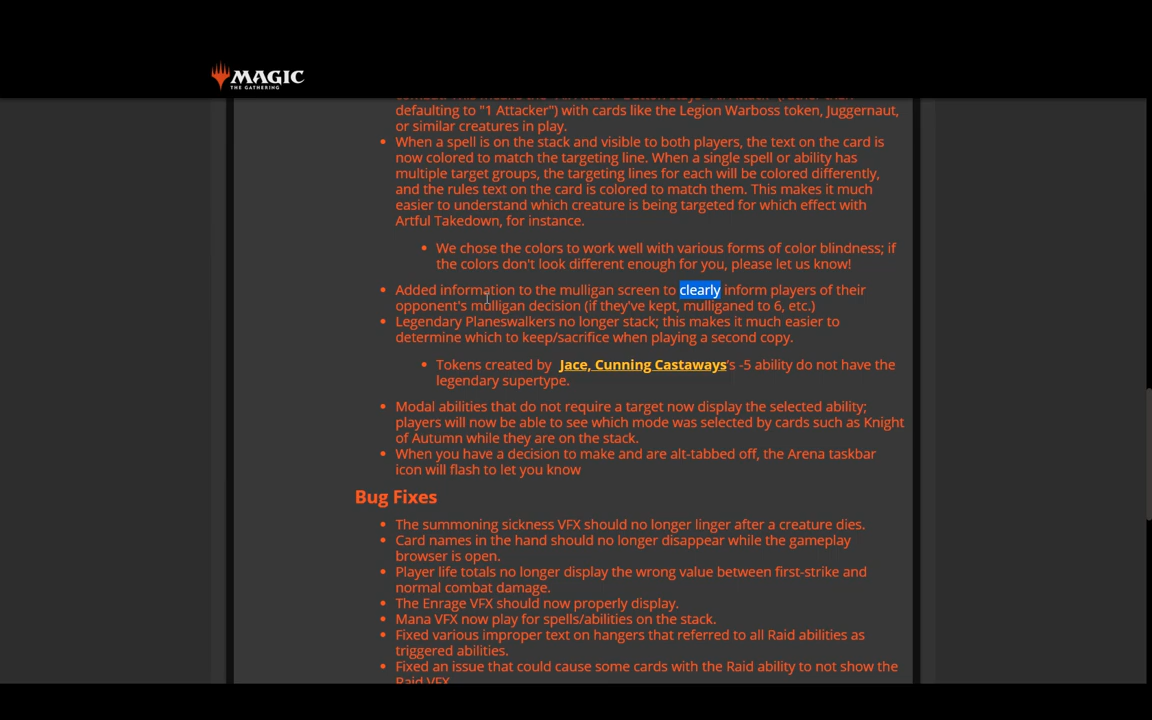 MAGIC
THE GATHERING
defaulting to "1 Attacker") with cards like the Legion Warboss token, Juggernaut,
or similar creatures in play.
When a spell is on the stack and visible to both players, the text on the card is
now colored to match the targeting line. When a single spell or ability has
multiple target groups, the targeting lines for each will be colored differently,
and the rules text on the card is colored to match them. This makes it much
easier to understand which creature is being targeted for which effect with
Artful Takedown, for instance.
We chose the colors to work well with various forms of color blindness; if
the colors don't look different enough for you, please let us know!
Added information to the mulligan screen to clearly inform players of their
opponent's mulligan decision (if they've kept, mulliganed to 6, etc.)
Legendary Planeswalkers no longer stack; this makes it much easier to
determine which to keep/sacrifice when playing a second copy.
Tokens created by Jace, Cunning Castaways's -5 ability do not have the
legendary supertype.
Modal abilities that do not require a target now display the selected ability;
players will now be able to see which mode was selected by cards such as Knight
of Autumn while they are on the stack.
When you have a decision to make and are alt-tabbed off, the Arena taskbar
icon will flash to let you know
Bug Fixes
The summoning sickness VFX should no longer linger after a creature dies.
Card names in the hand should no longer disappear while the gameplay
browser is open.
Player life totals no longer display the wrong value between first-strike and
normal combat damage.
The Enrage VFX should now properly display.
Mana VFX now play for spells/abilities on the stack.
Fixed various improper text on hangers that referred to all Raid abilities as
triggered abilities.
Fixed an issue that could cause some cards with the Raid ability to not show the
Raid VFX